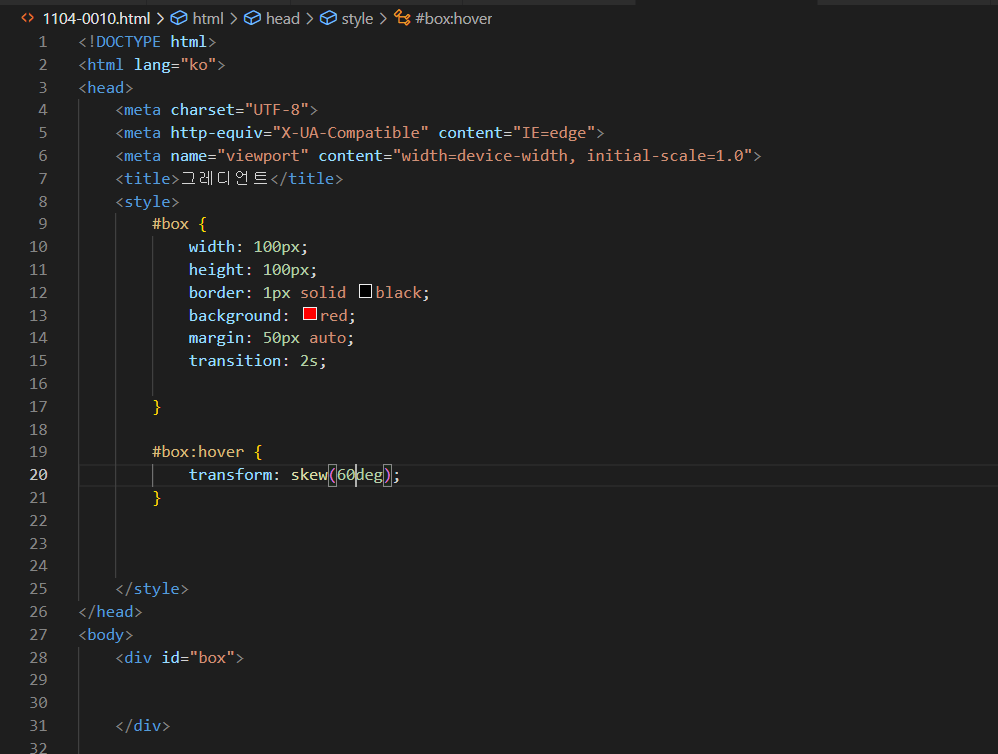 1104-0010.html > html > head > style > #box:hover
1 <!DOCTYPE html>
2 <html lang="ko">
3 <head>
4 <meta charset="UTF-8">
5 <meta http-equiv="X-UA-Compatible" content="IE=edge">
6 <meta name="viewport" content="width=device-width, initial-scale=1.0">
7 <title>그레디언트</title>
8 <style>
9 #box {
10 width: 100px;
11 height: 100px;
12 border: 1px solid black;
13 background: red;
14 margin: 50px auto;
15 transition: 2s;
16
17 }
18
19 #box:hover {
20 transform: skew(60deg);
21 }
22
23
24
25 </style>
26 </head>
27 <body>
28 <div id="box">
29
30
31 </div>
32